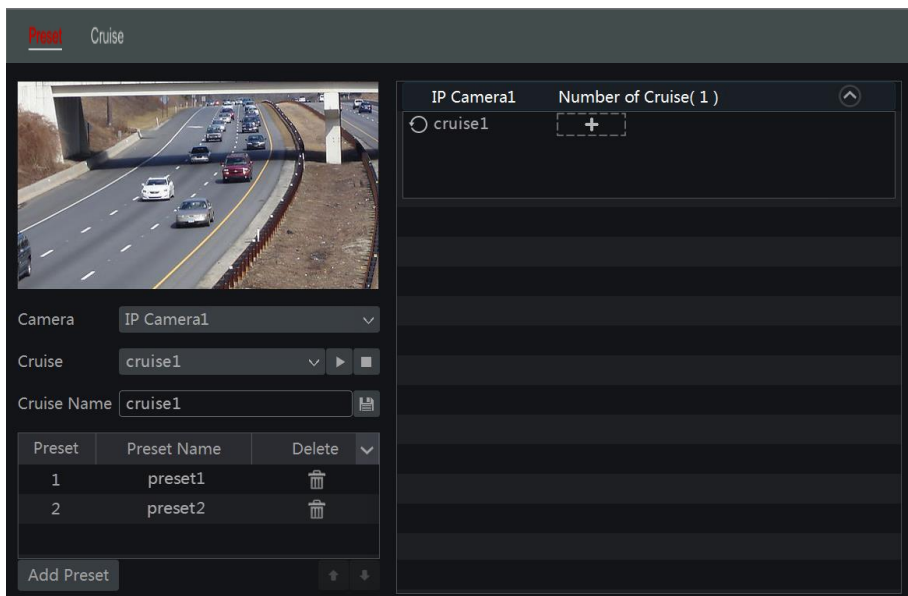 Preset Cruise
IP Camera1 Number of Cruise( 1 )
cruise1
Camera IP Camera1
Cruise cruise1
Cruise Name cruise1
Preset Preset Name Delete
1 preset1
2 preset2
Add Preset